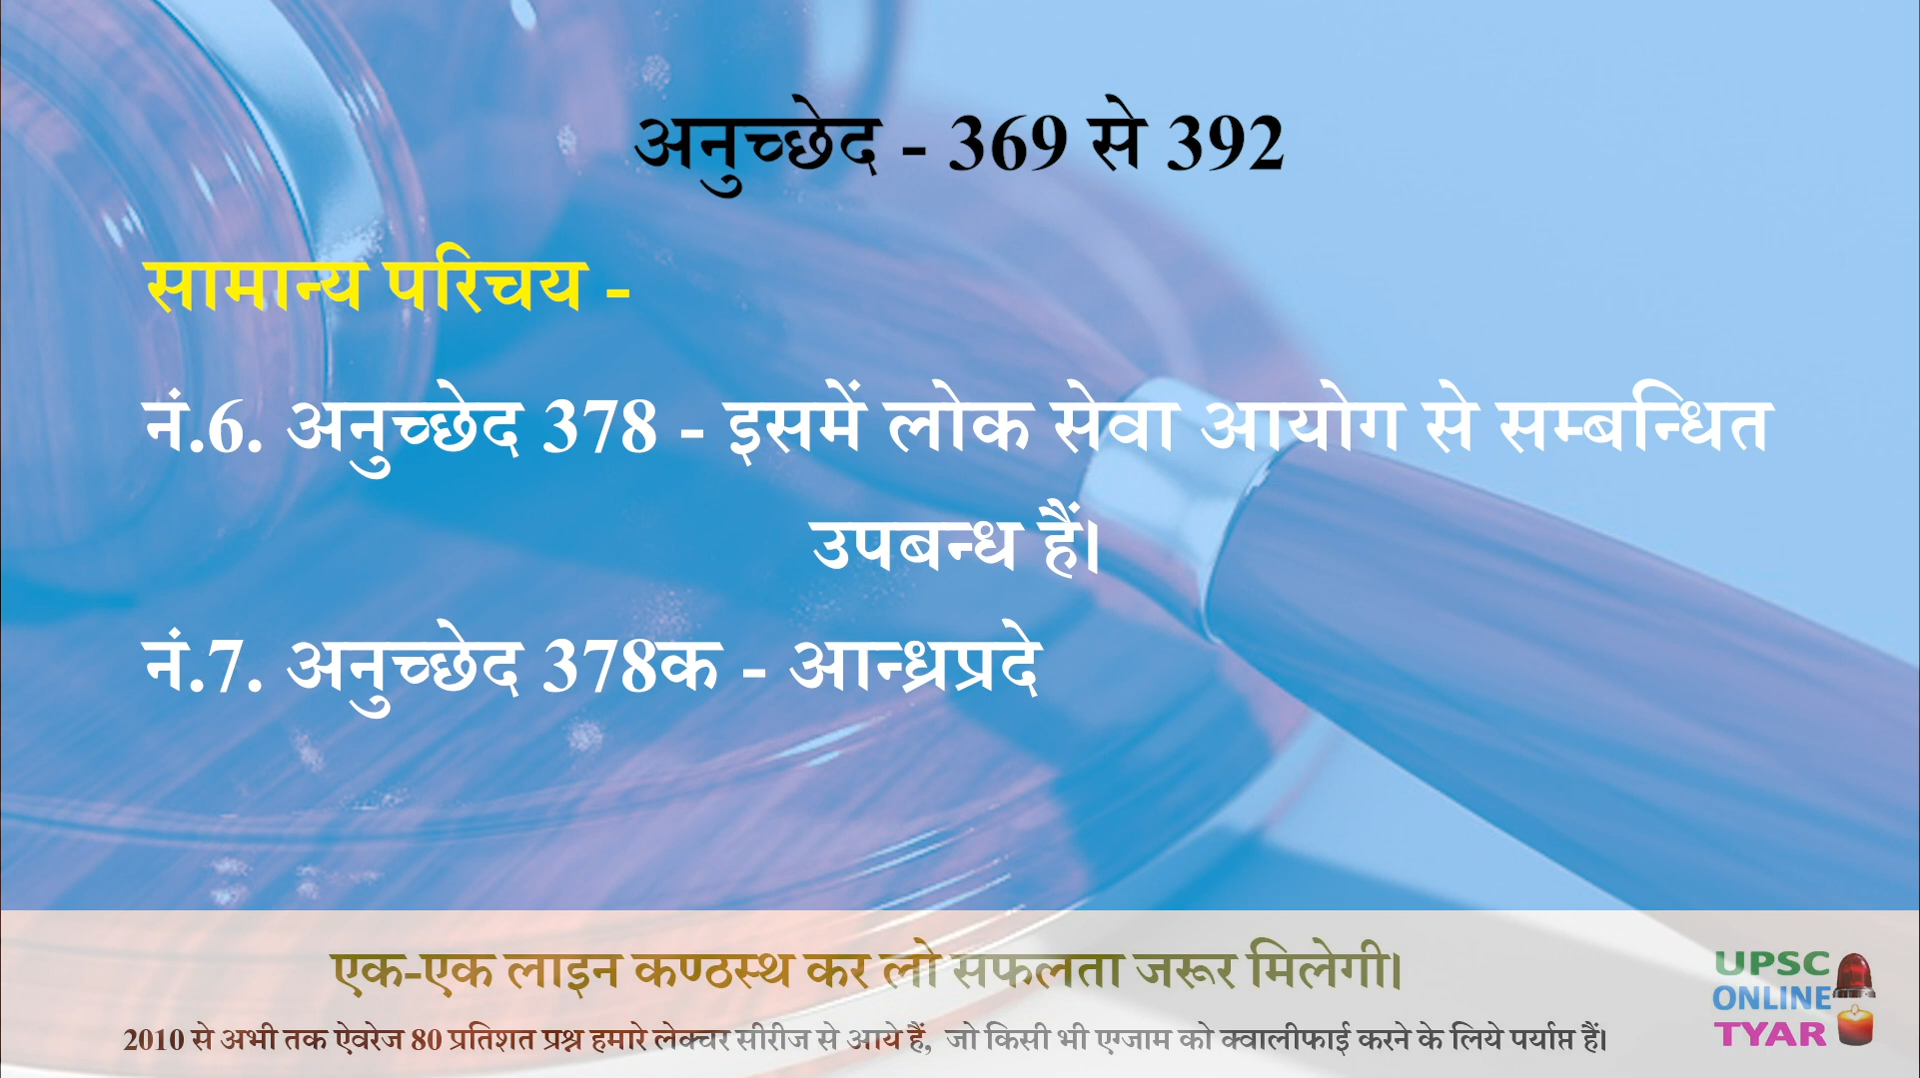 अनुच्छेद - 369 से 392
सामान्य परिचय -
नं.6. अनुच्छेद 378 - इसमें लोक सेवा आयोग से सम्बन्धित
उपबन्ध हैं।
नं.7. अनुच्छेद 378क - आन्ध्रप्रदे
एक-एक लाइन कण्ठस्थ कर लो सफलता जरूर मिलेगी।
2010 से अभी तक ऐवरेज 80 प्रतिशत प्रश्न हमारे लेक्चर सीरीज से आये हैं, जो किसी भी एग्जाम को क्वालीफाई करने के लिये पर्याप्त हैं।
UPSC
ONLINE
TYAR